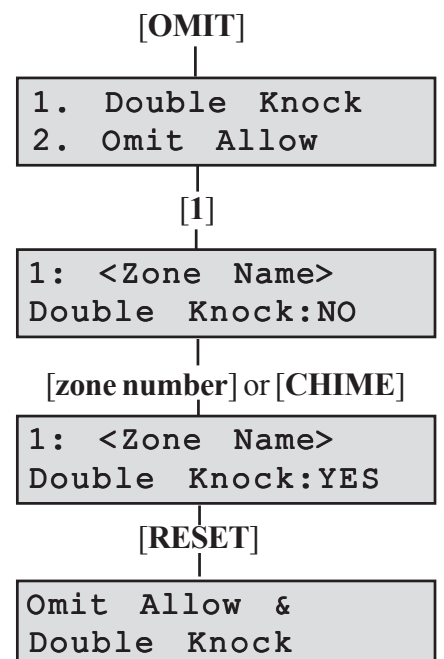 [OMIT]
1. Double Knock
2. Omit Allow
[1]
1: <Zone Name>
Double Knock:NO
[zone number] or [CHIME]
1: <Zone Name>
Double Knock:YES
[RESET]
Omit Allow &
Double Knock